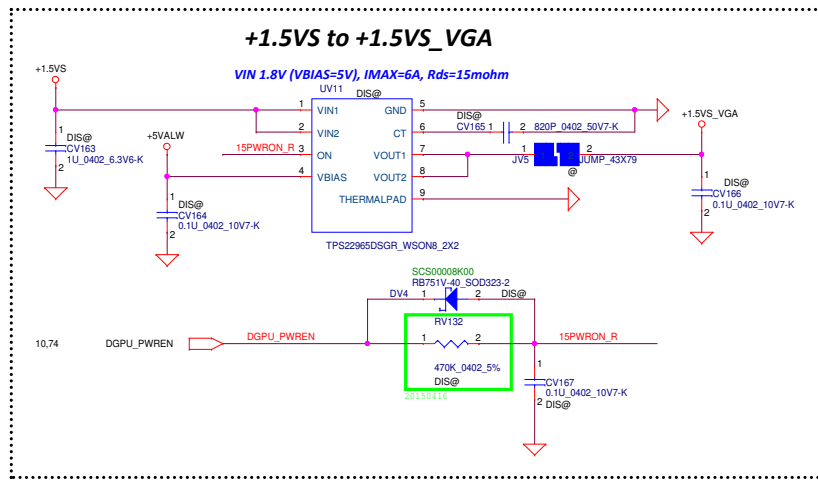 +1.5VS to +1.5VS_VGA
VIN 1.8V (VBIAS=5V), IMAX=6A, Rds=15mohm
+1.5VS
UV11
DIS@
1 VIN1
GND 5
2 VIN2
CT 6
3 ON
VOUT1 7
4 VBIAS
VOUT2 8
THERMALPAD 9
TPS22965DSGR_WSON8_2X2
1
DIS@
CV163
1U_0402_6.3V6-K
2
+5VALW
15PWRON_R
1
DIS@
CV164
0.1U_0402_10V7-K
2
DIS@
CV165 1 2 820P_0402_50V7-K
+1.5VS_VGA
1 2 2
JV5 JUMP_43X79
@
1
DIS@
CV166
0.1U_0402_10V7-K
2
SCS00008K00
RB751V-40_SOD323-2
DV4 1 2 DIS@
RV132
10,74 DGPU_PWREN DGPU_PWREN 1 2 15PWRON_R
470K_0402_5%
DIS@
20150416
1
CV167
0.1U_0402_10V7-K
2
DIS@